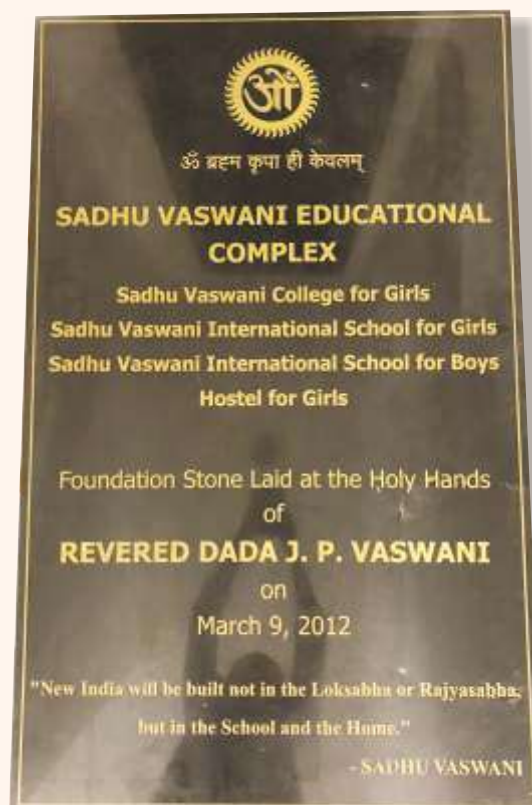 ओं
ॐ ब्रह्म कृपा ही केवलम्
SADHU VASWANI EDUCATIONAL
COMPLEX
Sadhu Vaswani College for Girls
Sadhu Vaswani International School for Girls
Sadhu Vaswani International School for Boys
Hostel for Girls
Foundation Stone Laid at the Holy Hands
of
REVERED DADA J. P. VASWANI
on
March 9, 2012
"New India will be built not in the Loksabha or Rajyasabha,
but in the School and the Home."
- SADHU VASWANI